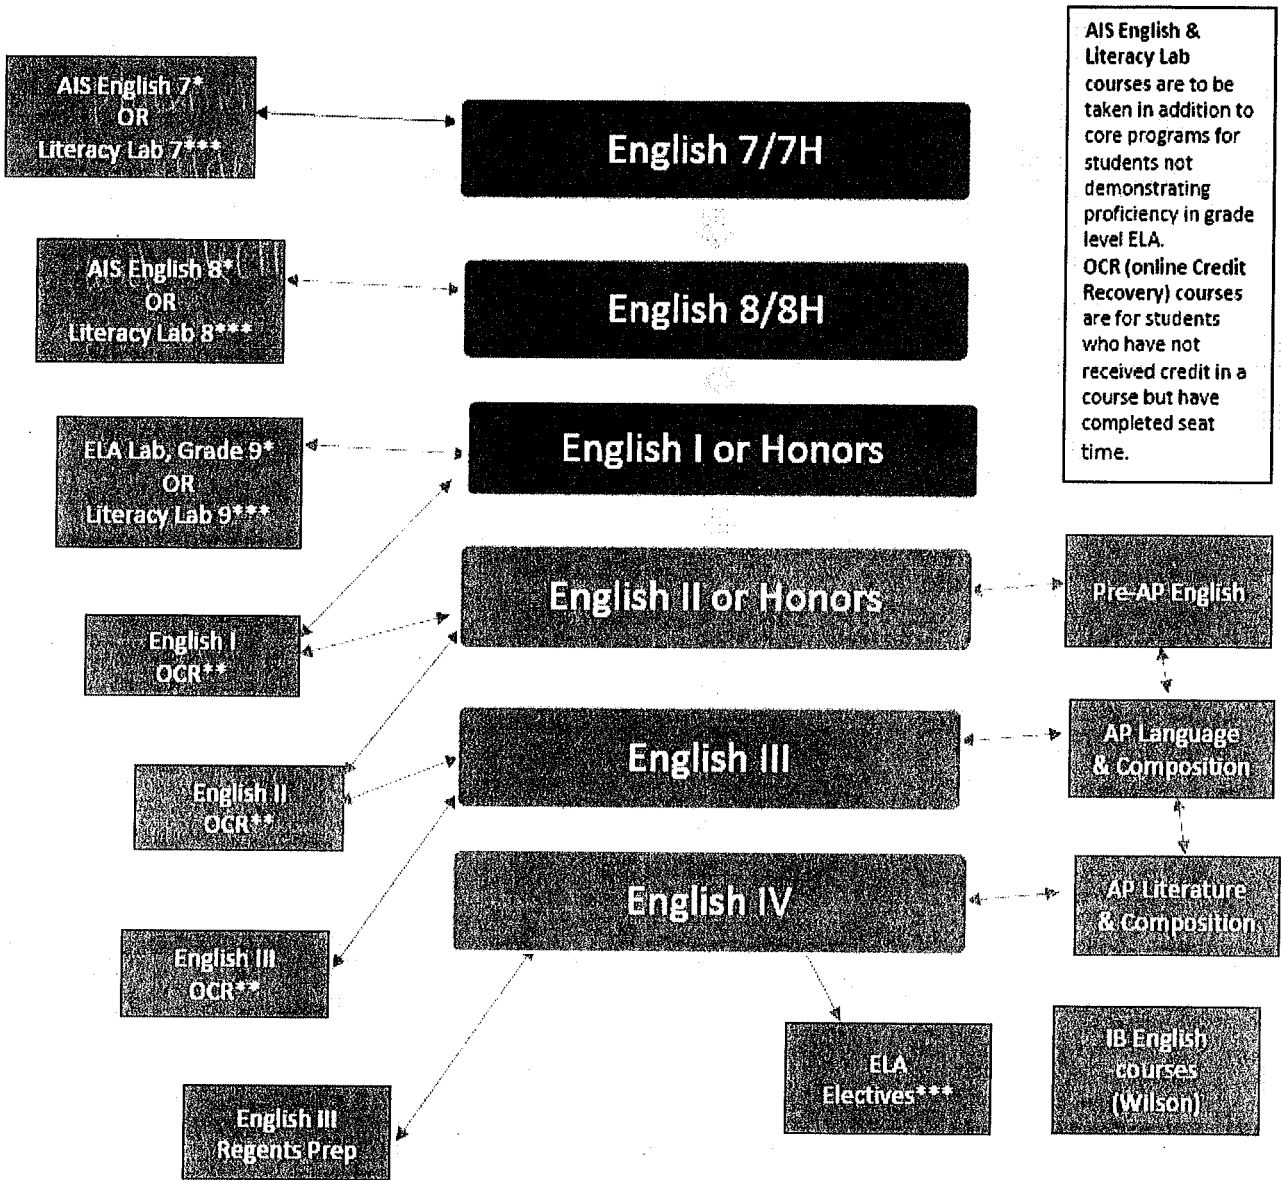 AIS English &
Literacy Lab
courses are to be
taken in addition to
core programs for
students not
demonstrating
proficiency in grade
level ELA.
OCR (online Credit
Recovery) courses
are for students
who have not
received credit in a
course but have
completed seat
time.
AIS English 7*
OR
Literacy Lab 7***
English 7/7H
AIS English 8*
OR
Literacy Lab 8***
English 8/8H
ELA Lab, Grade 9*
OR
Literacy Lab 9***
English I or Honors
English II or Honors
Pre-AP English
English I
OCR**
English III
AP Language
& Composition
English II
OCR**
English IV
AP Literature
& Composition
English III
OCR**
ELA
Electives***
IB English
courses
(Wilson)
English III
Regents Prep